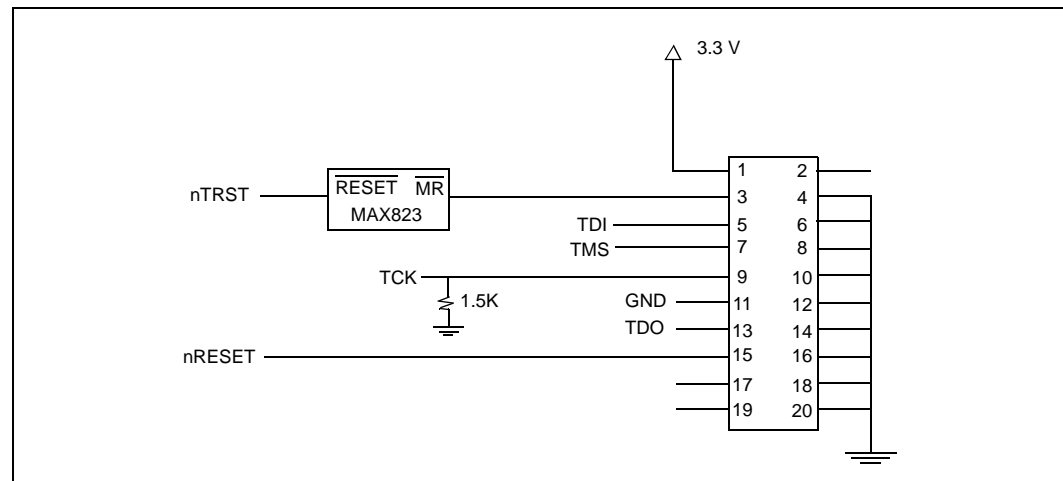 3.3 V
1 2
nTRST RESET MR 3 4
MAX823
TDI 5 6
TMS 7 8
TCK 9 10
1.5K
GND 11 12
TDO 13 14
nRESET 15 16
17 18
19 20